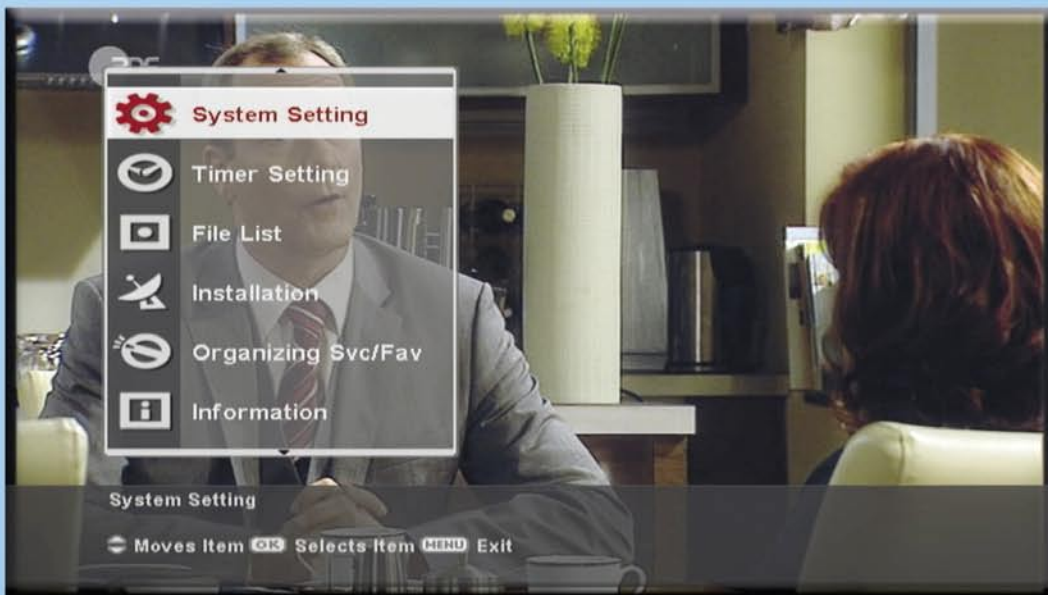 ZDF
System Setting
Timer Setting
File List
Installation
Organizing Svc/Fav
Information
System Setting
Moves Item OK Selects Item MENU Exit